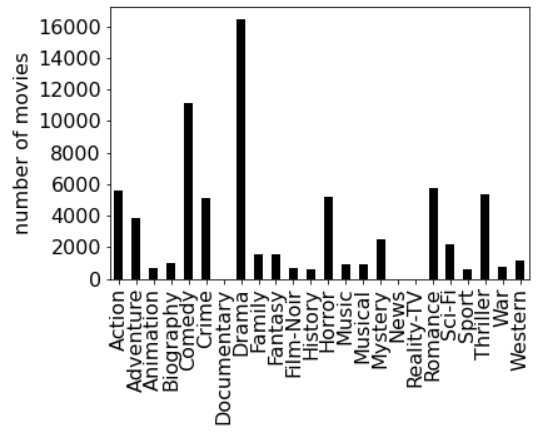 number of movies
16000
14000
12000
10000
8000
6000
4000
2000
0
Action
Adventure
Animation
Biography
Comedy
Crime
Documentary
Drama
Family
Fantasy
Film-Noir
History
Horror
Music
Musical
Mystery
News
Reality-TV
Romance
Sci-Fi
Sport
Thriller
War
Western